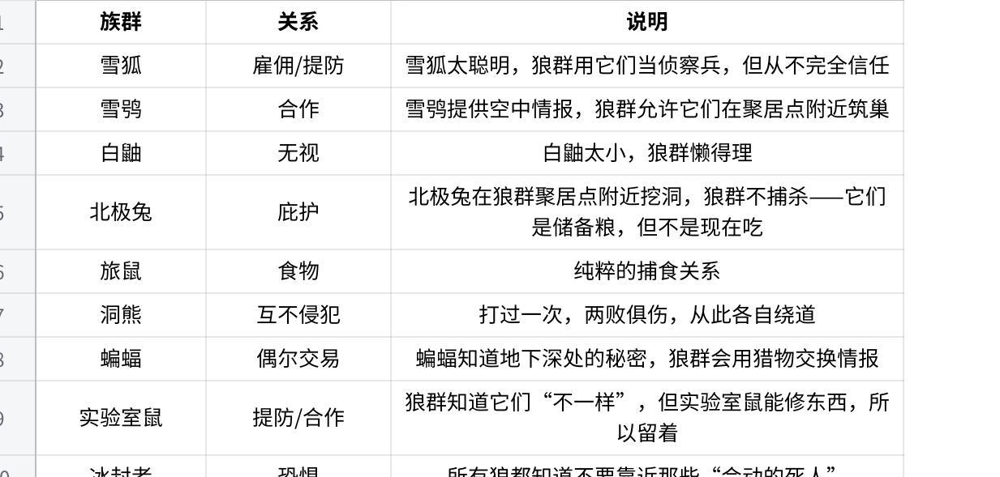 1 族群 关系 说明
2 雪狐 雇佣/提防 雪狐太聪明，狼群用它们当侦察兵，但从不完全信任
3 雪鸮 合作 雪鸮提供空中情报，狼群允许它们在聚居点附近筑巢
4 白鼬 无视 白鼬太小，狼群懒得理
5 北极兔 庇护 北极兔在狼群聚居点附近挖洞，狼群不捕杀——它们
是储备粮，但不是现在吃
6 旅鼠 食物 纯粹的捕食关系
7 洞熊 互不侵犯 打过一次，两败俱伤，从此各自绕道
8 蝙蝠 偶尔交易 蝙蝠知道地下深处的秘密，狼群会用猎物交换情报
9 实验室鼠 提防/合作 狼群知道它们“不一样”，但实验室鼠能修东西，所
以留着
0 冰封者 恐惧 所有狼都知道不要靠近那些“会动的死人”